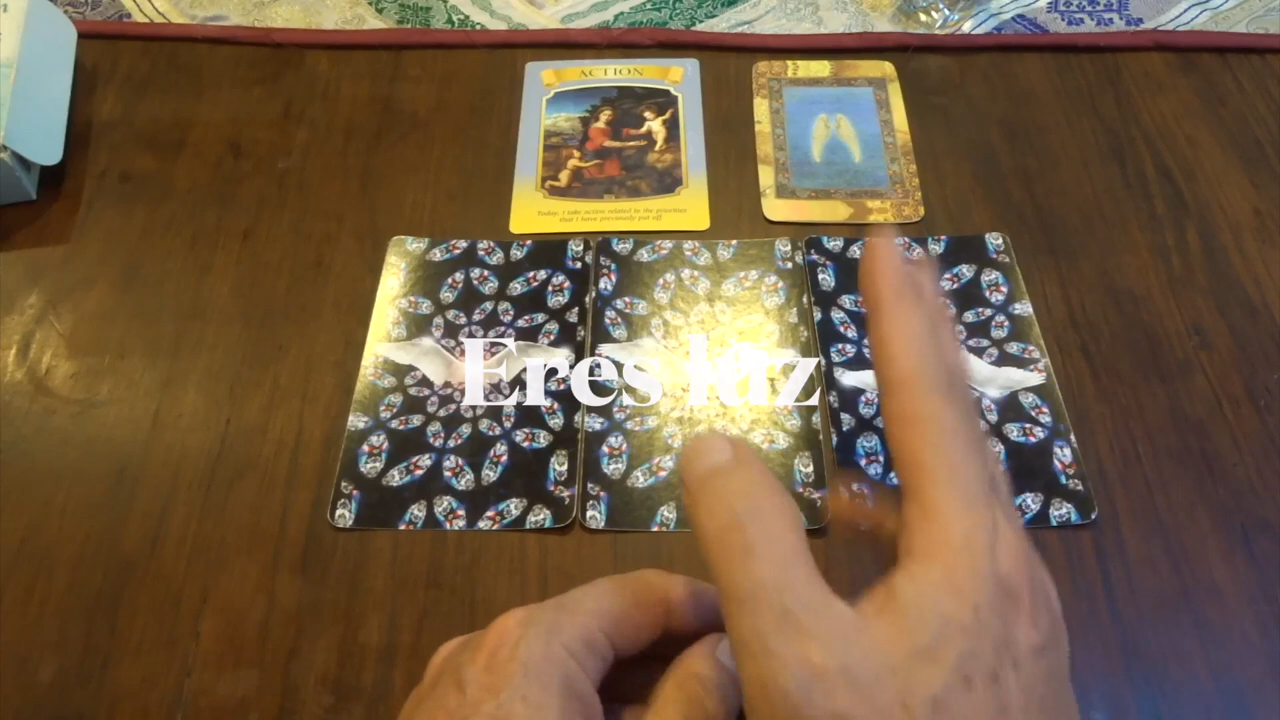 ACTION
Today, I take action related to the priorities
that I have previously put off.
Eres luz